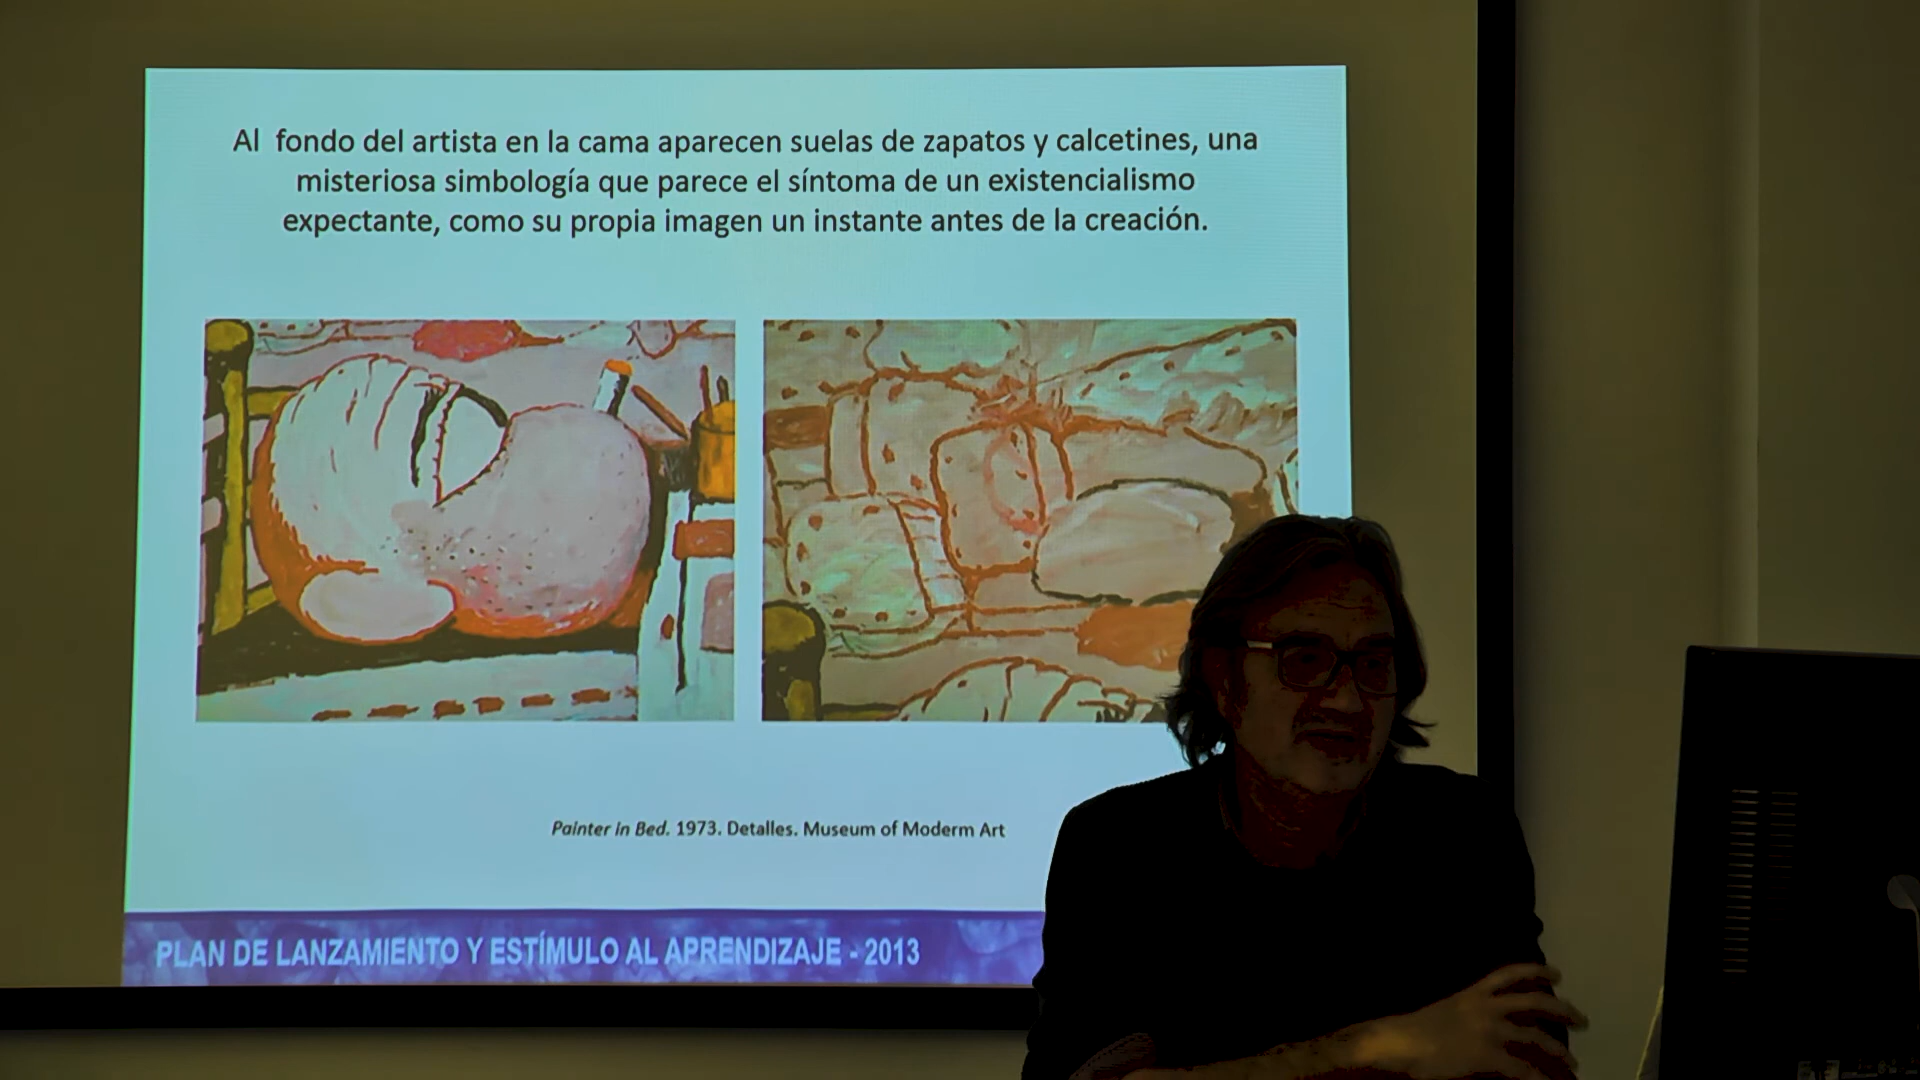 Al fondo del artista en la cama aparecen suelas de zapatos y calcetines, una
misteriosa simbología que parece el síntoma de un existencialismo
expectante, como su propia imagen un instante antes de la creación.
Painter in Bed. 1973. Detalles. Museum of Moderm Art
PLAN DE LANZAMIENTO Y ESTÍMULO AL APRENDIZAJE - 2013